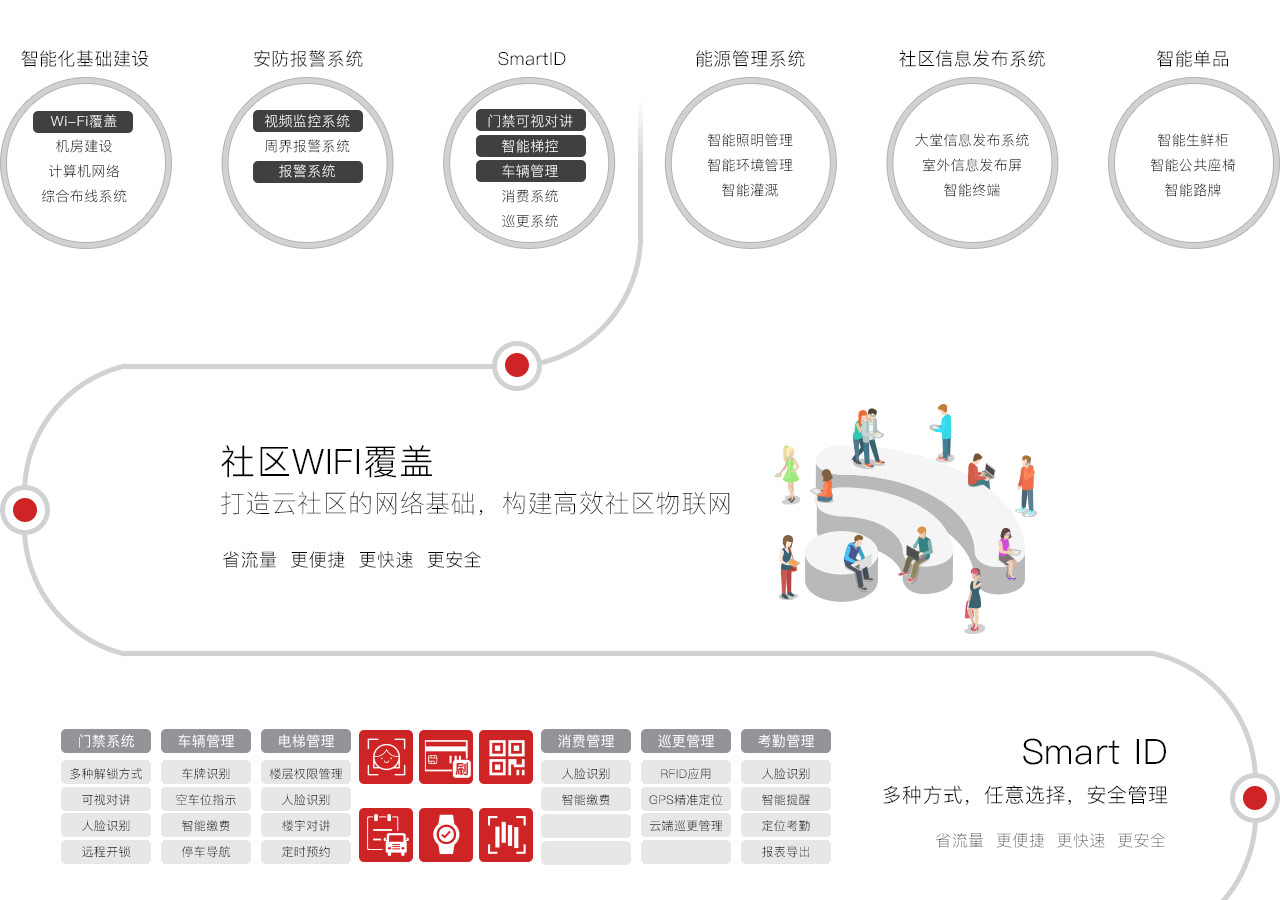 智能化基础建设
Wi-Fi覆盖
机房建设
计算机网络
综合布线系统
安防报警系统
视频监控系统
周界报警系统
报警系统
SmartID
门禁可视对讲
智能梯控
车辆管理
消费系统
巡更系统
能源管理系统
智能照明管理
智能环境管理
智能灌溉
社区信息发布系统
大堂信息发布系统
室外信息发布屏
智能终端
智能单品
智能生鲜柜
智能公共座椅
智能路牌
社区WIFI覆盖
打造云社区的网络基础，构建高效社区物联网
省流量 更便捷 更快速 更安全
门禁系统
多种解锁方式
可视对讲
人脸识别
远程开锁
车辆管理
车牌识别
空车位指示
智能缴费
停车导航
电梯管理
楼层权限管理
人脸识别
楼宇对讲
定时预约
刷
消费管理
人脸识别
智能缴费
巡更管理
RFID应用
GPS精准定位
云端巡更管理
考勤管理
人脸识别
智能提醒
定位考勤
报表导出
Smart ID
多种方式，任意选择，安全管理
省流量 更便捷 更快速 更安全